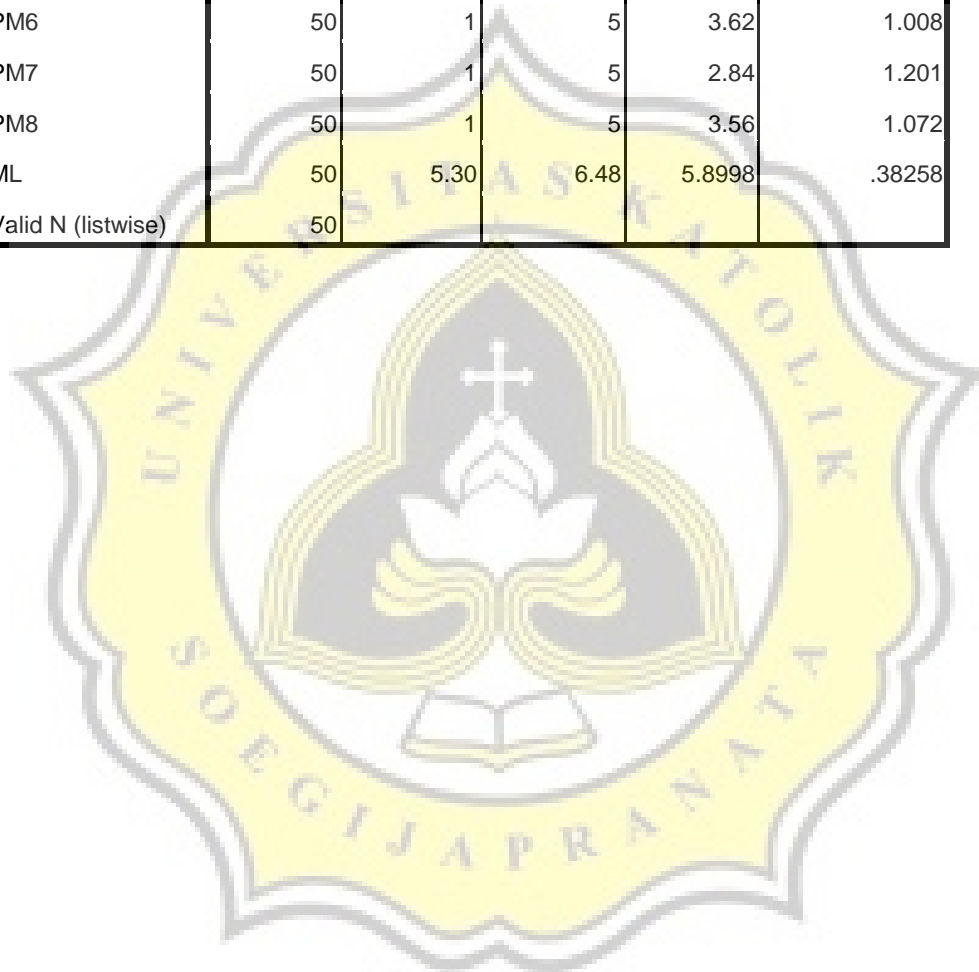 PM6 50 1 5 3.62 1.008
PM7 50 1 5 2.84 1.201
PM8 50 1 5 3.56 1.072
ML 50 5.30 6.48 5.8998 .38258
Valid N (listwise) 50
UNIVERSITAS KATOLIK
SOEGIJAPRANATA